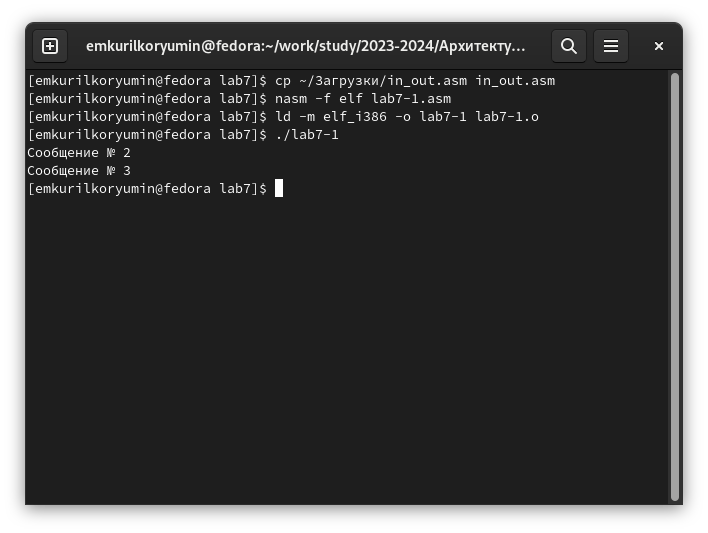 emkurilkoryumin@fedora:~/work/study/2023-2024/Архитекту...
[emkurilkoryumin@fedora lab7]$ cp ~/Загрузки/in_out.asm in_out.asm
[emkurilkoryumin@fedora lab7]$ nasm -f elf lab7-1.asm
[emkurilkoryumin@fedora lab7]$ ld -m elf_i386 -o lab7-1 lab7-1.o
[emkurilkoryumin@fedora lab7]$ ./lab7-1
Сообщение № 2
Сообщение № 3
[emkurilkoryumin@fedora lab7]$